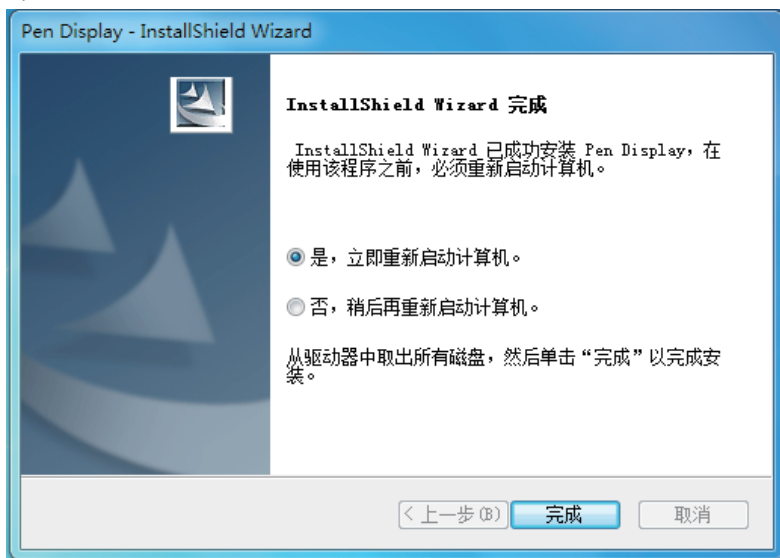 Pen Display - InstallShield Wizard
InstallShield Wizard 完成
InstallShield Wizard 已成功安装 Pen Display，在
使用该程序之前，必须重新启动计算机。
是，立即重新启动计算机。
否，稍后再重新启动计算机。
从驱动器中取出所有磁盘，然后单击“完成”以完成安
装。
< 上一步(B)
完成
取消